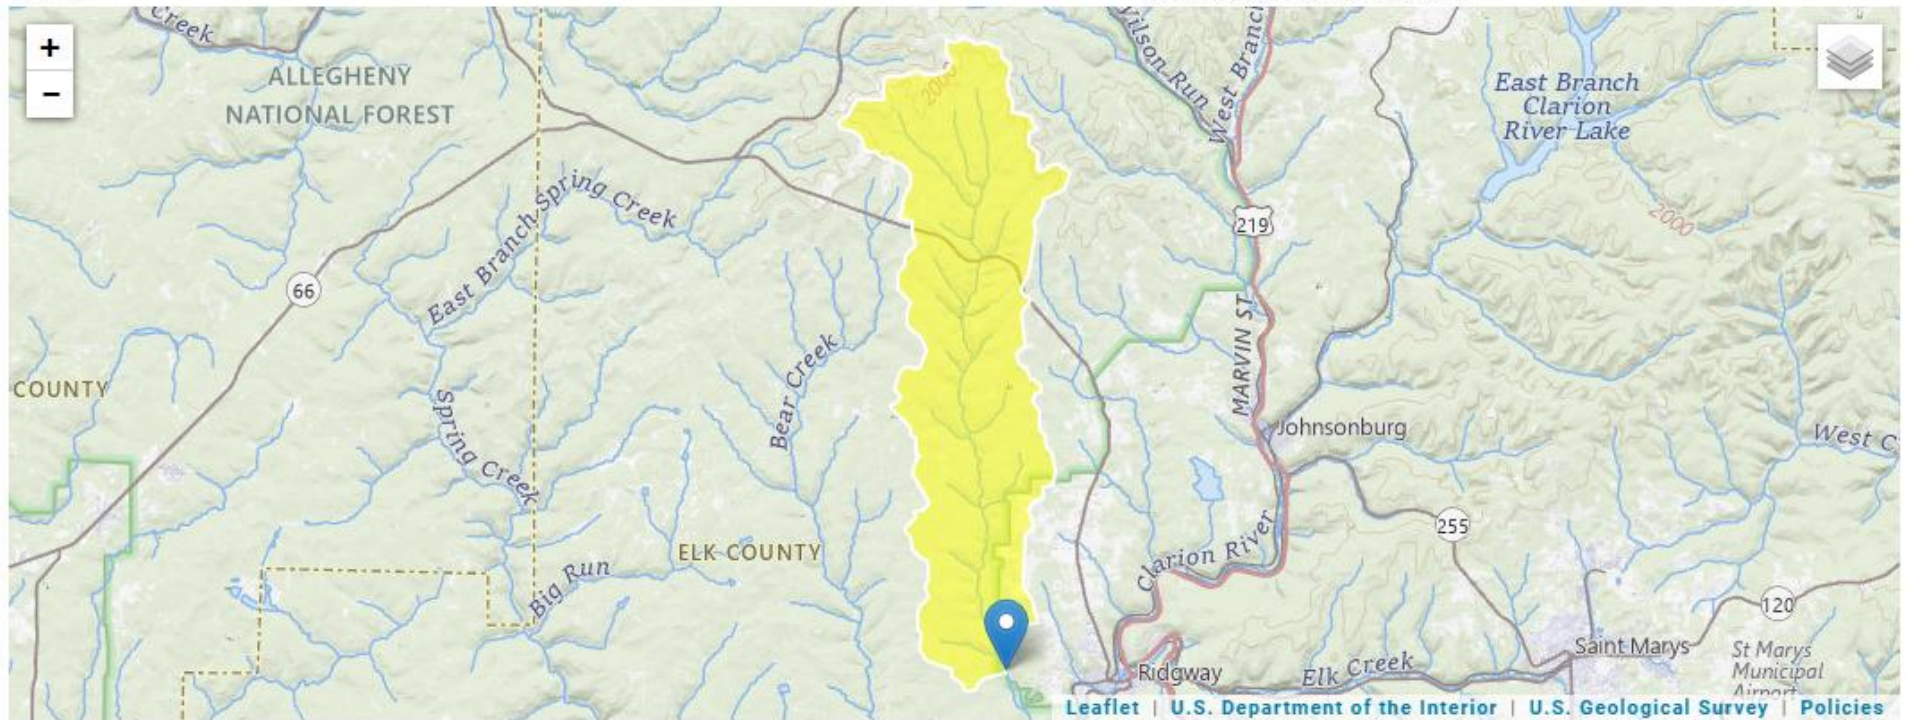 +
−
Creek
ALLEGHENY
NATIONAL FOREST
2000
Wilson Run
West Branch
East Branch
Clarion
River Lake
East Branch Spring Creek
219
2000
66
MARVIN ST
Bear Creek
COUNTY
Spring Creek
Johnsonburg
West C
255
Clarion River
ELK COUNTY
Big Run
120
Ridgway
Elk Creek
Saint Marys
St Marys
Municipal
Airport
Leaflet | U.S. Department of the Interior | U.S. Geological Survey | Policies